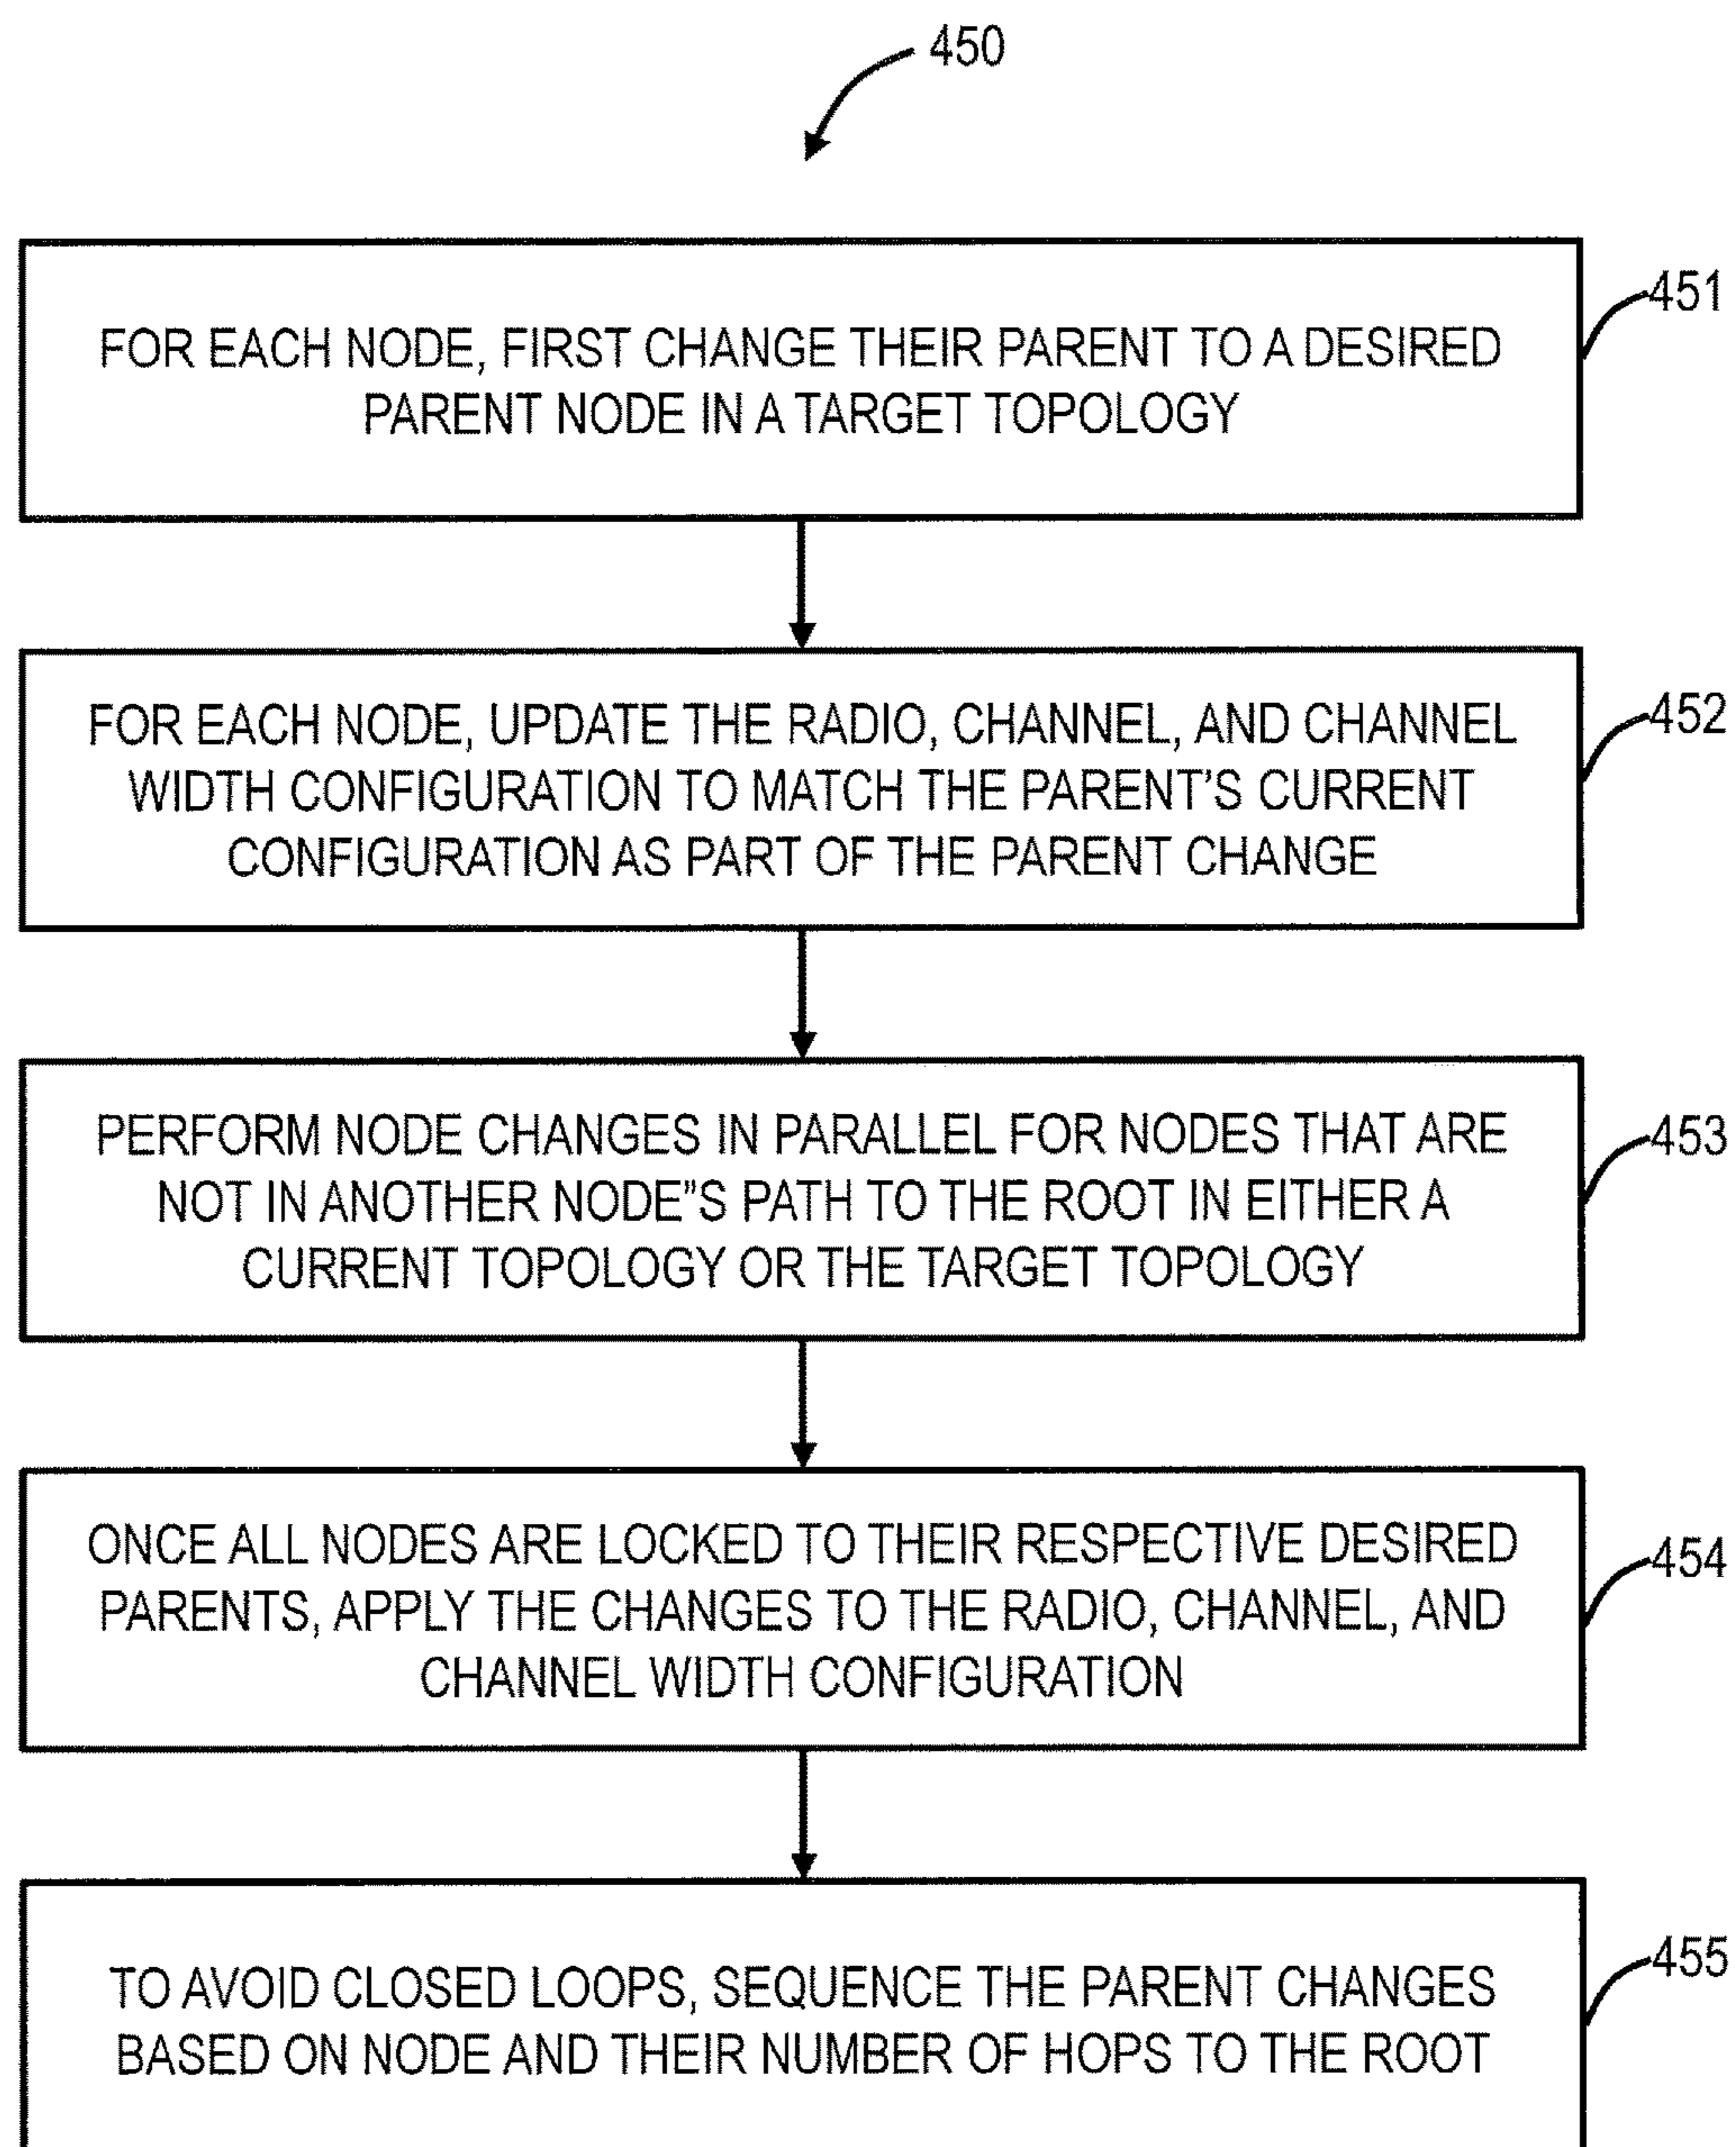 450
FOR EACH NODE, FIRST CHANGE THEIR PARENT TO A DESIRED
PARENT NODE IN A TARGET TOPOLOGY
451
FOR EACH NODE, UPDATE THE RADIO, CHANNEL, AND CHANNEL
WIDTH CONFIGURATION TO MATCH THE PARENT'S CURRENT
CONFIGURATION AS PART OF THE PARENT CHANGE
452
PERFORM NODE CHANGES IN PARALLEL FOR NODES THAT ARE
NOT IN ANOTHER NODE"S PATH TO THE ROOT IN EITHER A
CURRENT TOPOLOGY OR THE TARGET TOPOLOGY
453
ONCE ALL NODES ARE LOCKED TO THEIR RESPECTIVE DESIRED
PARENTS, APPLY THE CHANGES TO THE RADIO, CHANNEL, AND
CHANNEL WIDTH CONFIGURATION
454
TO AVOID CLOSED LOOPS, SEQUENCE THE PARENT CHANGES
BASED ON NODE AND THEIR NUMBER OF HOPS TO THE ROOT
455